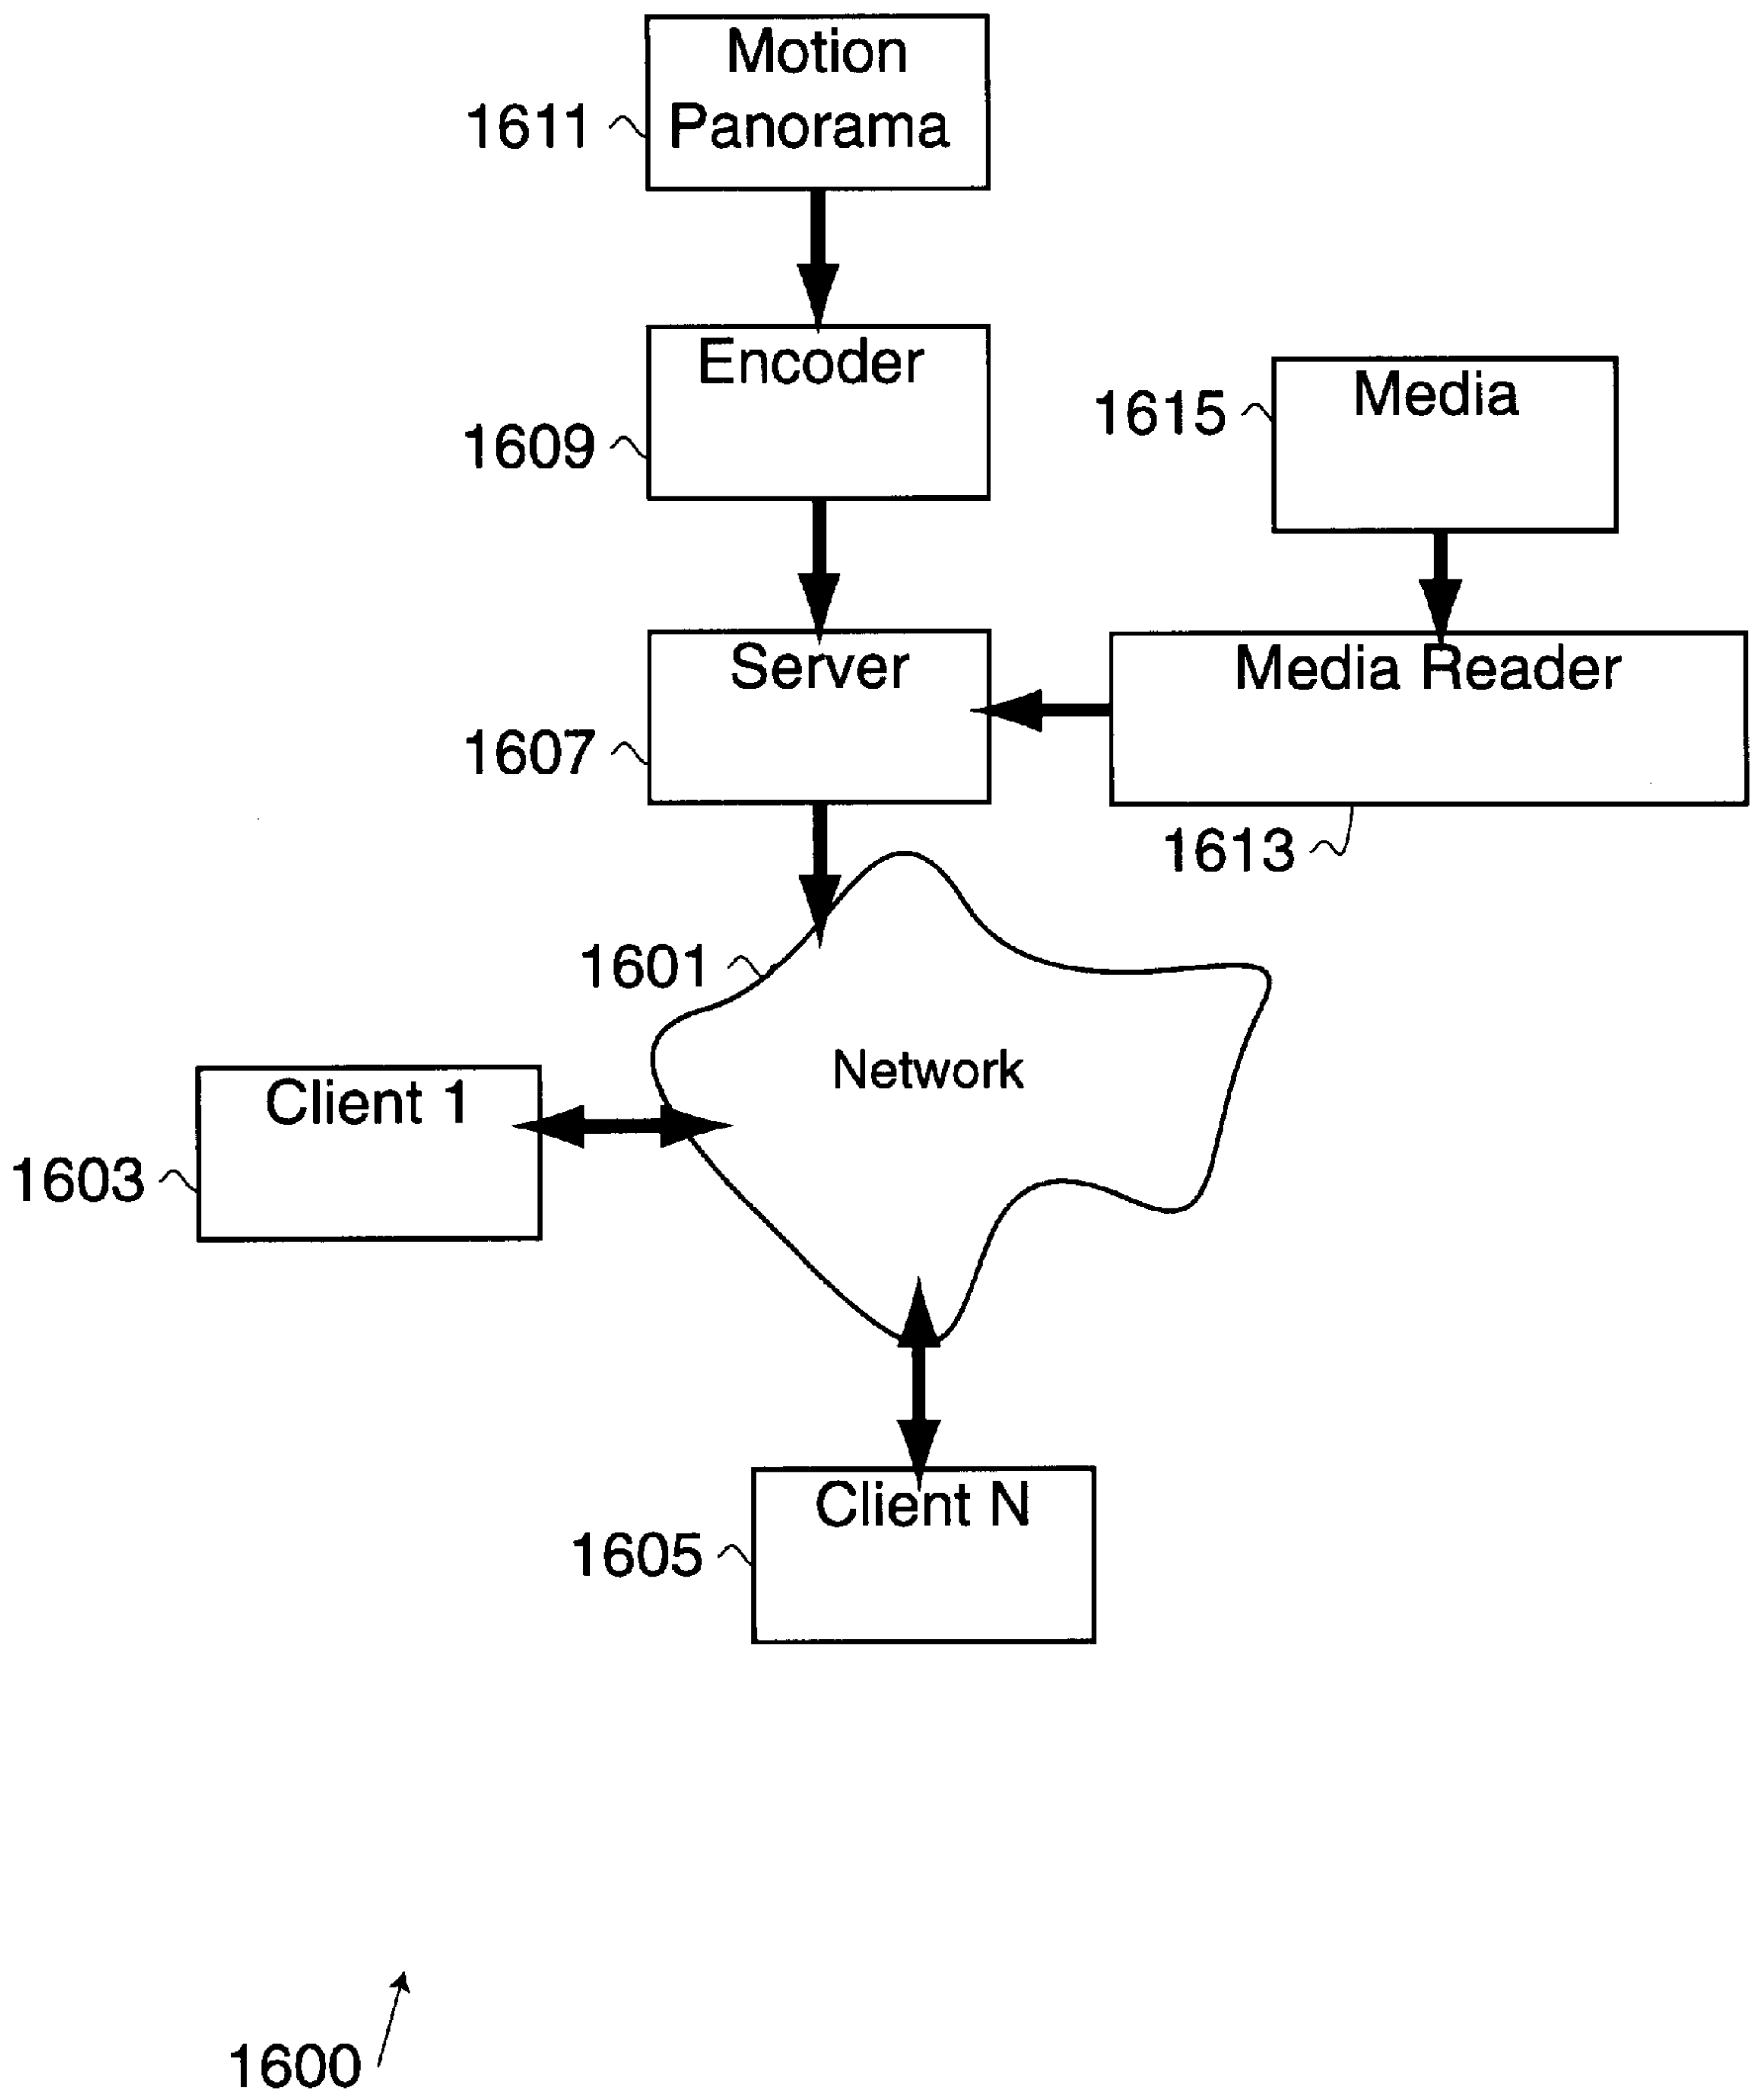 Motion
Panorama
1611
Encoder
1609
Media
1615
Server
1607
Media Reader
1613
1601
Network
Client 1
1603
Client N
1605
1600